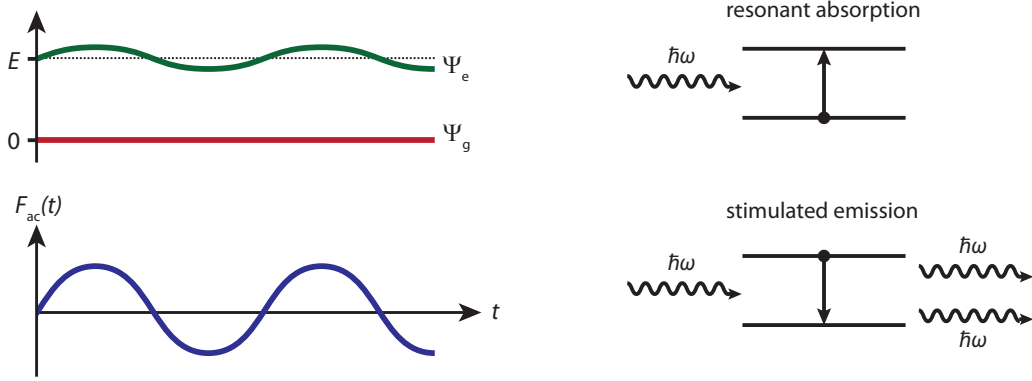 E
Ψe
0
Ψg
Fac(t)
t
resonant absorption
ħω
stimulated emission
ħω
ħω
ħω